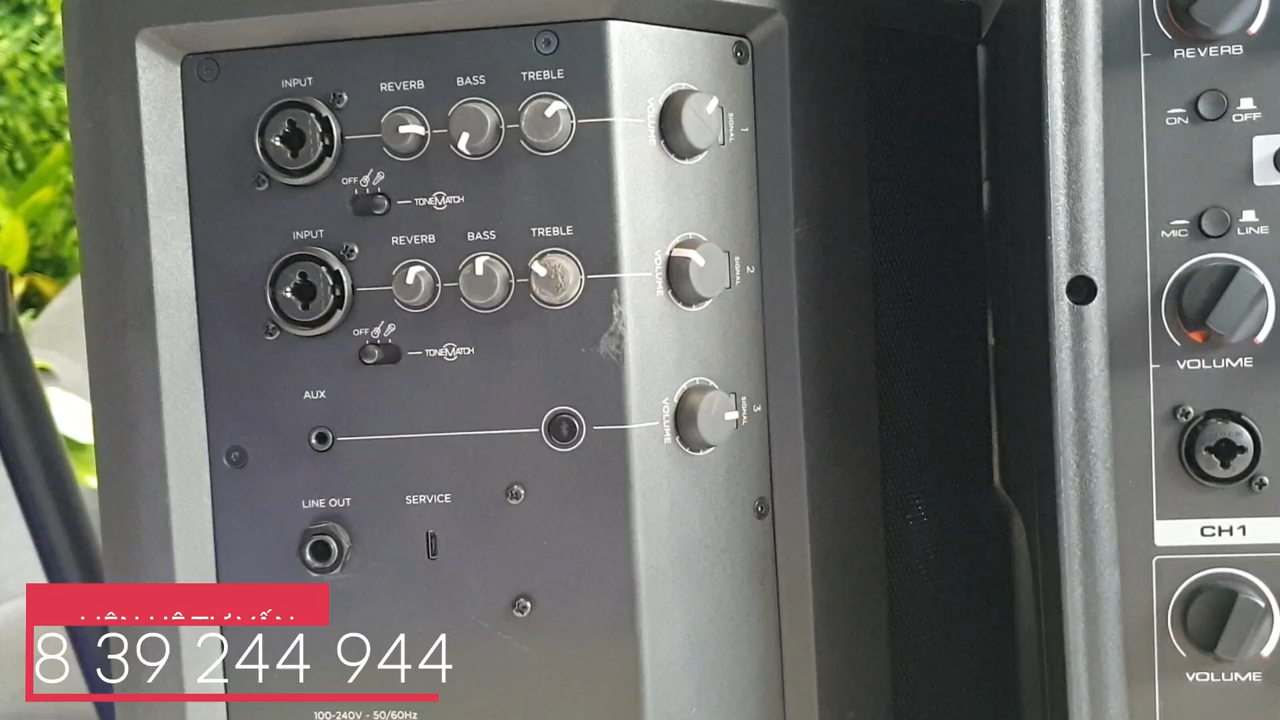 INPUT
REVERB
BASS
TREBLE
VOLUME
SIGNAL
1
OFF
TONEMATCH
INPUT
REVERB
BASS
TREBLE
VOLUME
SIGNAL
2
OFF
TONEMATCH
AUX
VOLUME
SIGNAL
3
LINE OUT
SERVICE
100-240V - 50/60Hz
REVERB
ON
OFF
MIC
LINE
VOLUME
CH1
VOLUME
8 39 244 944